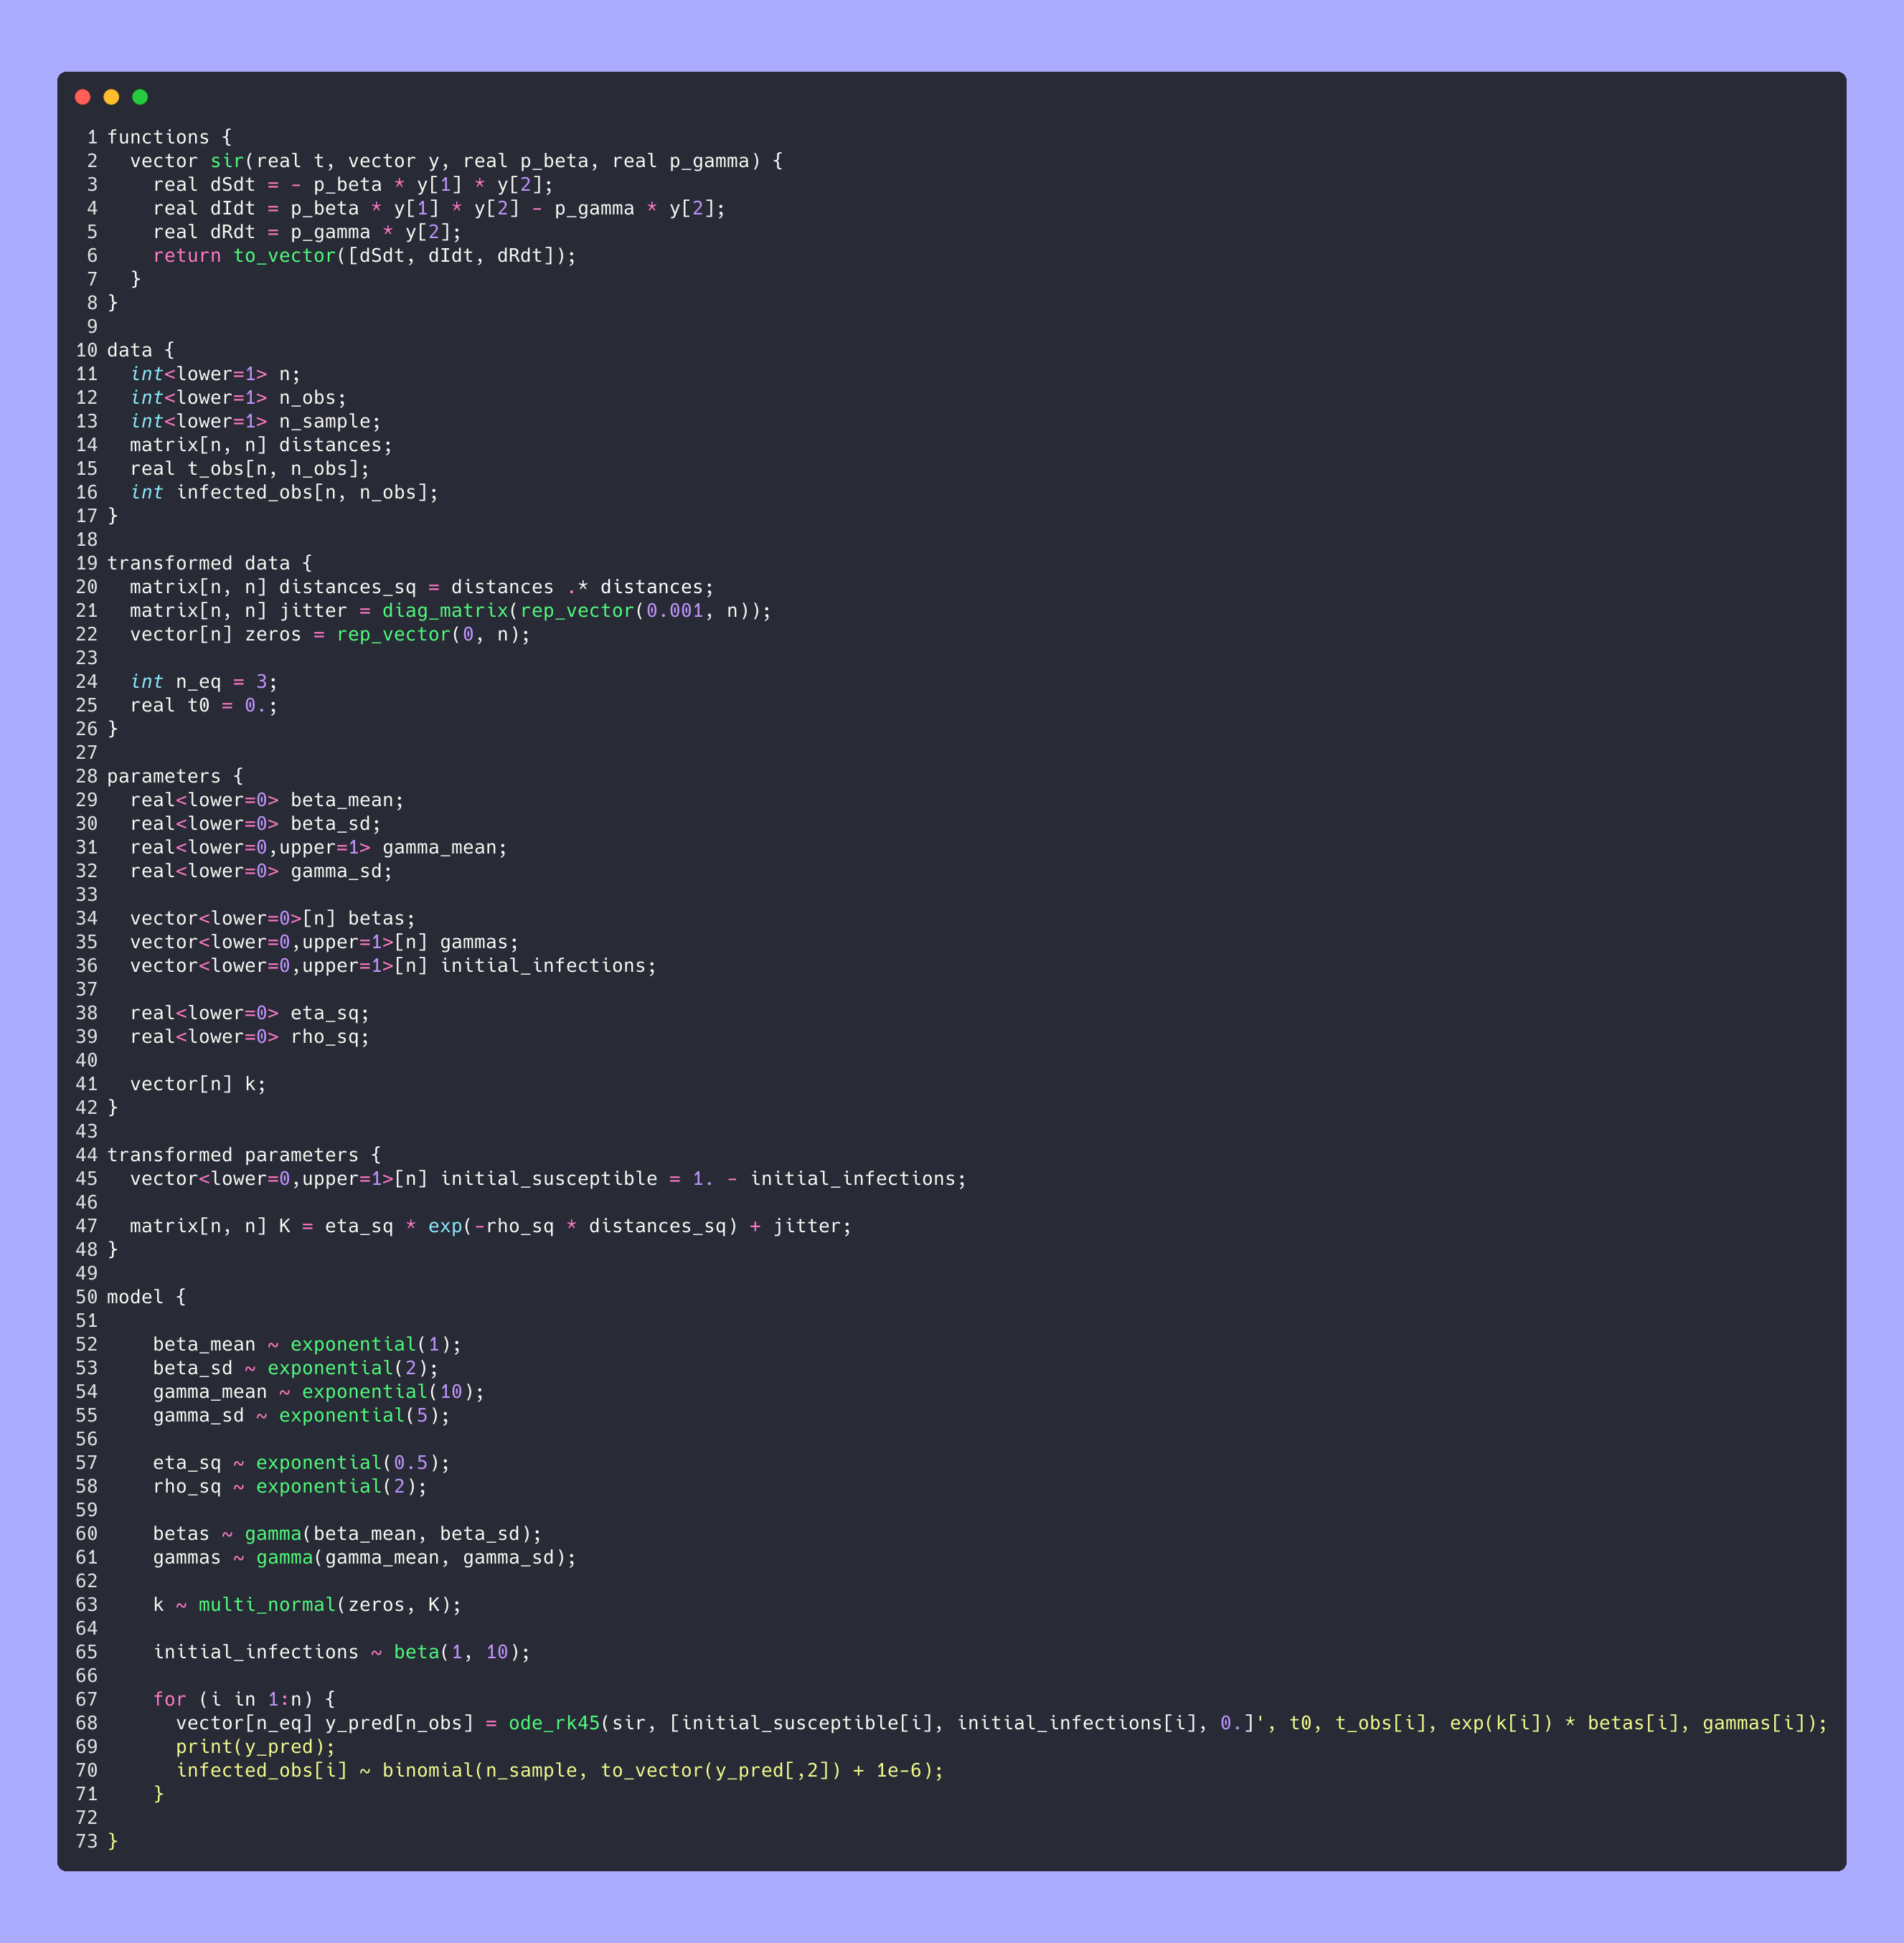 1 functions {
2   vector sir(real t, vector y, real p_beta, real p_gamma) {
3     real dSdt = - p_beta * y[1] * y[2];
4     real dIdt = p_beta * y[1] * y[2] - p_gamma * y[2];
5     real dRdt = p_gamma * y[2];
6     return to_vector([dSdt, dIdt, dRdt]);
7   }
8 }
9
10 data {
11   int<lower=1> n;
12   int<lower=1> n_obs;
13   int<lower=1> n_sample;
14   matrix[n, n] distances;
15   real t_obs[n, n_obs];
16   int infected_obs[n, n_obs];
17 }
18
19 transformed data {
20   matrix[n, n] distances_sq = distances .* distances;
21   matrix[n, n] jitter = diag_matrix(rep_vector(0.001, n));
22   vector[n] zeros = rep_vector(0, n);
23
24   int n_eq = 3;
25   real t0 = 0.;
26 }
27
28 parameters {
29   real<lower=0> beta_mean;
30   real<lower=0> beta_sd;
31   real<lower=0,upper=1> gamma_mean;
32   real<lower=0> gamma_sd;
33
34   vector<lower=0>[n] betas;
35   vector<lower=0,upper=1>[n] gammas;
36   vector<lower=0,upper=1>[n] initial_infections;
37
38   real<lower=0> eta_sq;
39   real<lower=0> rho_sq;
40
41   vector[n] k;
42 }
43
44 transformed parameters {
45   vector<lower=0,upper=1>[n] initial_susceptible = 1. - initial_infections;
46
47   matrix[n, n] K = eta_sq * exp(-rho_sq * distances_sq) + jitter;
48 }
49
50 model {
51
52     beta_mean ~ exponential(1);
53     beta_sd ~ exponential(2);
54     gamma_mean ~ exponential(10);
55     gamma_sd ~ exponential(5);
56
57     eta_sq ~ exponential(0.5);
58     rho_sq ~ exponential(2);
59
60     betas ~ gamma(beta_mean, beta_sd);
61     gammas ~ gamma(gamma_mean, gamma_sd);
62
63     k ~ multi_normal(zeros, K);
64
65     initial_infections ~ beta(1, 10);
66
67     for (i in 1:n) {
68       vector[n_eq] y_pred[n_obs] = ode_rk45(sir, [initial_susceptible[i], initial_infections[i], 0.]', t0, t_obs[i], exp(k[i]) * betas[i], gammas[i]);
69       print(y_pred);
70       infected_obs[i] ~ binomial(n_sample, to_vector(y_pred[,2]) + 1e-6);
71     }
72
73 }